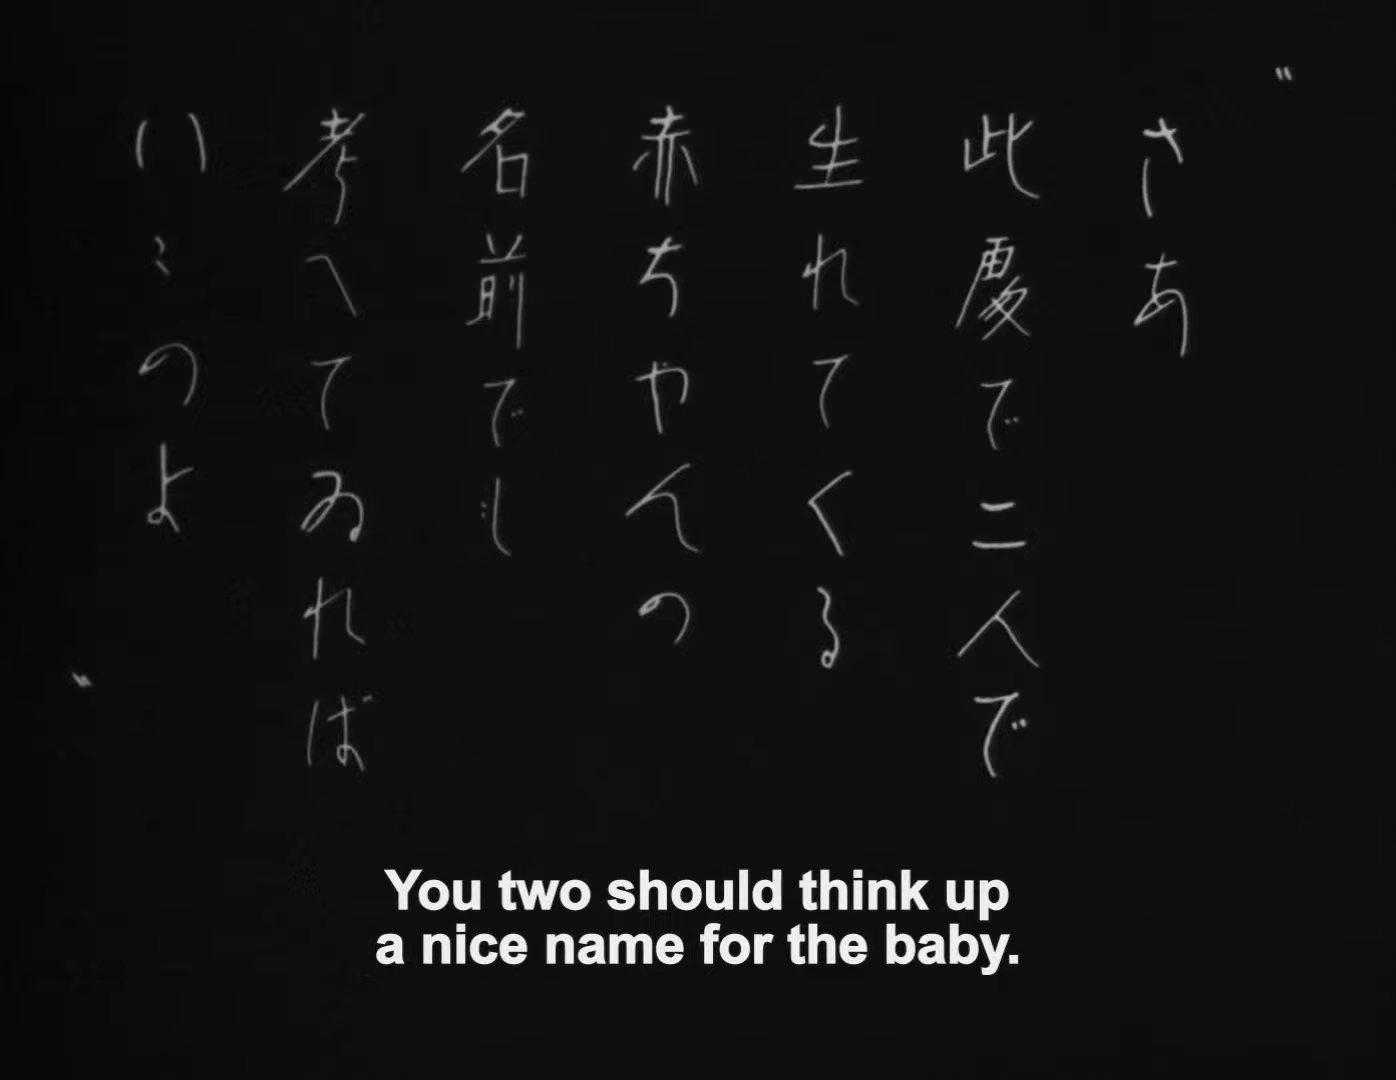 "さあ
此處で二人で
生れてくる
赤ちやんの
名前でも
考へてゐれば
いゝのよ"
You two should think up
a nice name for the baby.